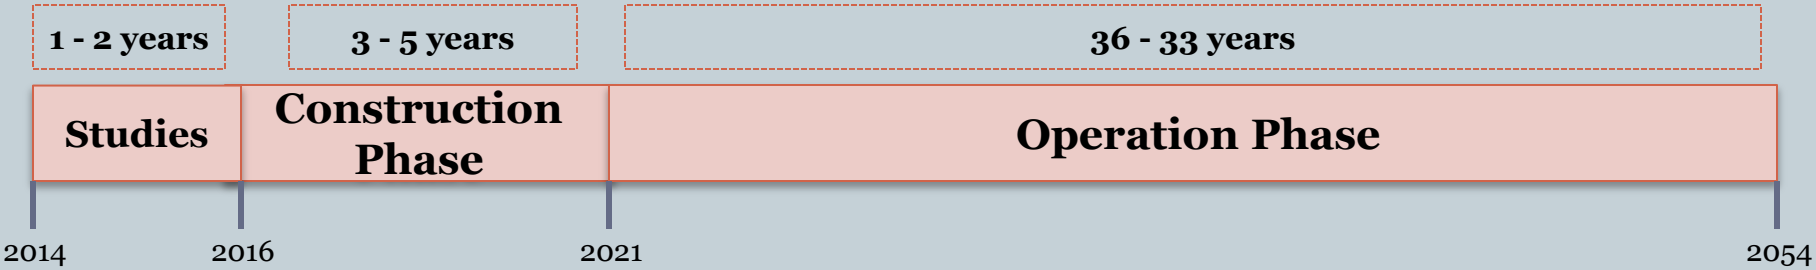 1 - 2 years
3 - 5 years
36 - 33 years
Studies
Construction
Phase
Operation Phase
2014
2016
2021
2054